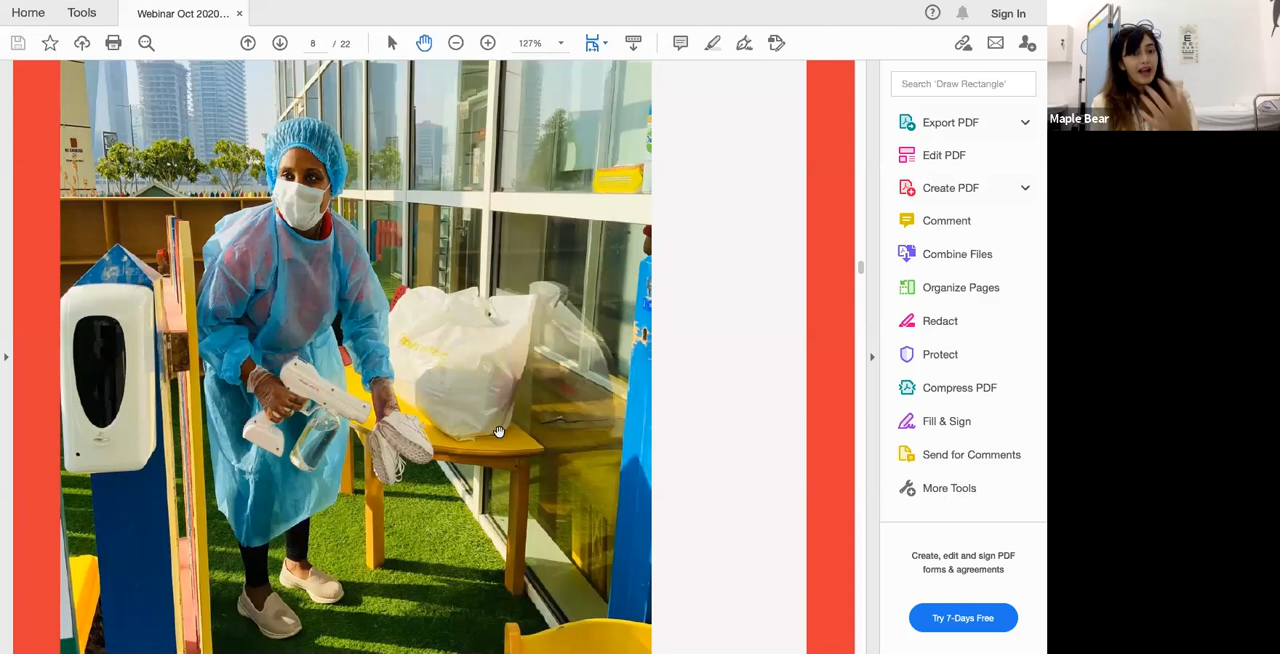 Home
Tools
Webinar Oct 2020...
×
Sign In
8 / 22
127%
Search 'Draw Rectangle'
Export PDF
Edit PDF
Create PDF
Comment
Combine Files
Organize Pages
Redact
Protect
Compress PDF
Fill & Sign
Send for Comments
More Tools
Create, edit and sign PDF
forms & agreements
Try 7-Days Free
Maple Bear
E